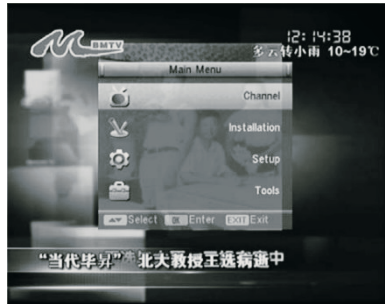 BMTV
12:14:38
多云转小雨 10~19℃
Main Menu
Channel
Installation
Setup
Tools
Select OK Enter EXIT Exit
“当代毕昇” 北大教授王选病逝中